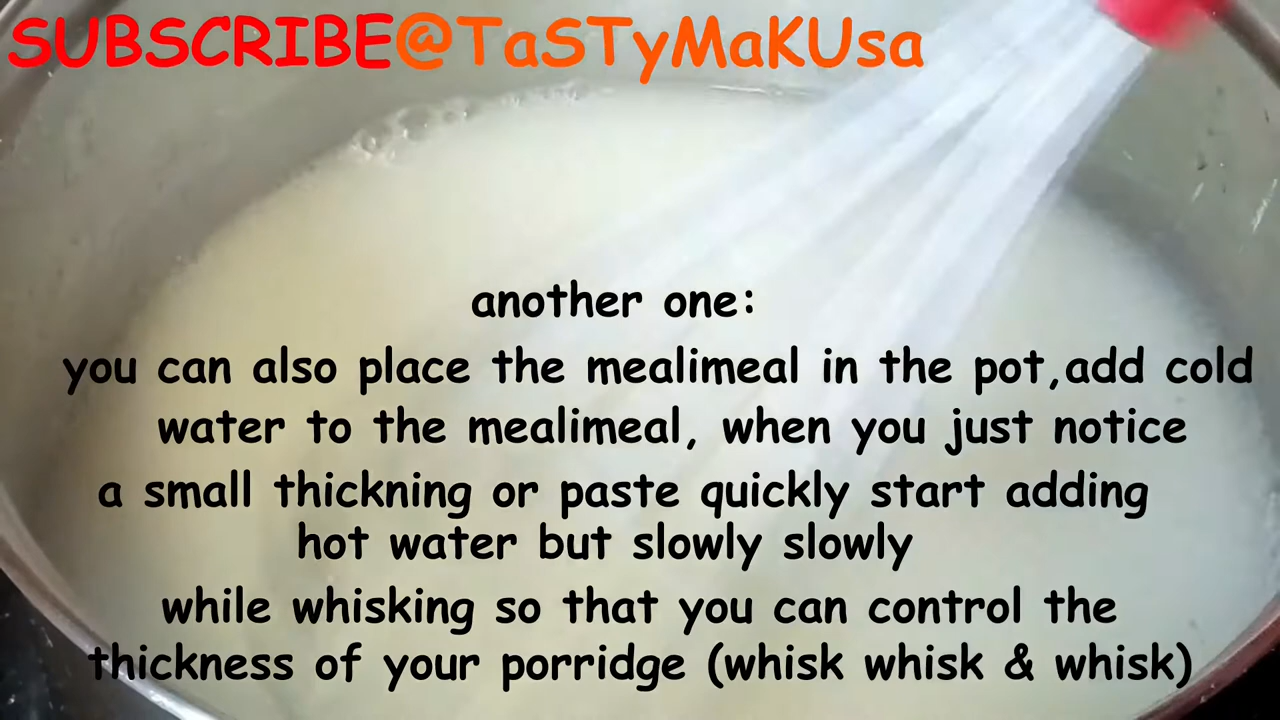 SUBSCRIBE@TaSTyMaKUsa
another one:
you can also place the mealimeal in the pot,add cold
water to the mealimeal, when you just notice
a small thickning or paste quickly start adding
hot water but slowly slowly
while whisking so that you can control the
thickness of your porridge (whisk whisk & whisk)